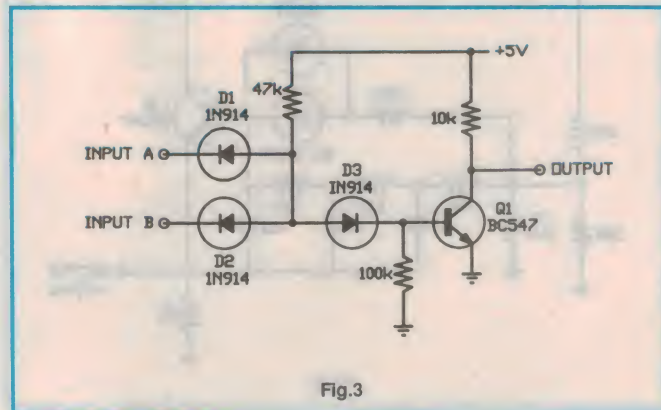 +5V
47k
D1
1N914
10k
INPUT A
D3
1N914
OUTPUT
Q1
BC547
INPUT B
D2
1N914
100k
Fig.3